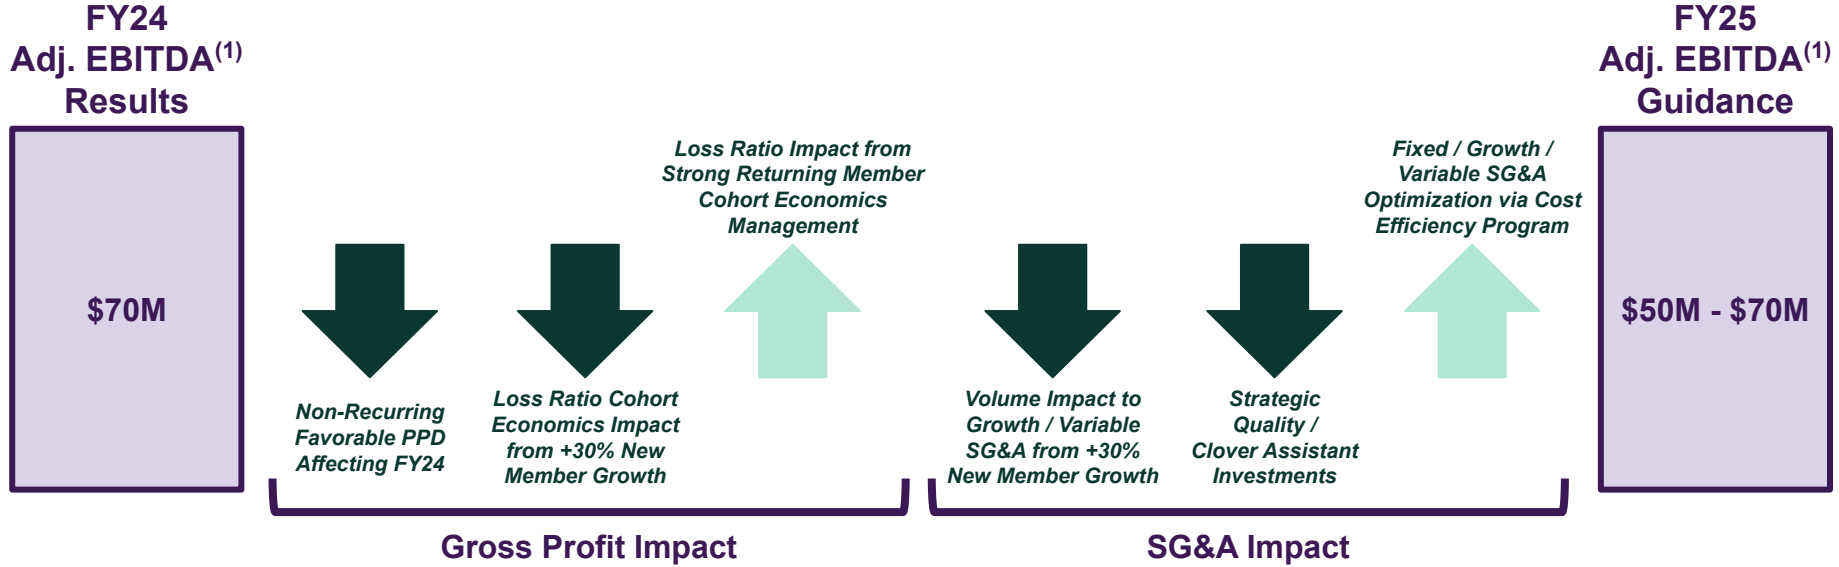 FY24
Adj. EBITDA(1)
Results
$70M
Non-Recurring
Favorable PPD
Affecting FY24
Loss Ratio Cohort
Economics Impact
from +30% New
Member Growth
Loss Ratio Impact from
Strong Returning Member
Cohort Economics
Management
Gross Profit Impact
Volume Impact to
Growth / Variable
SG&A from +30%
New Member Growth
Strategic
Quality /
Clover Assistant
Investments
Fixed / Growth /
Variable SG&A
Optimization via Cost
Efficiency Program
SG&A Impact
FY25
Adj. EBITDA(1)
Guidance
$50M - $70M